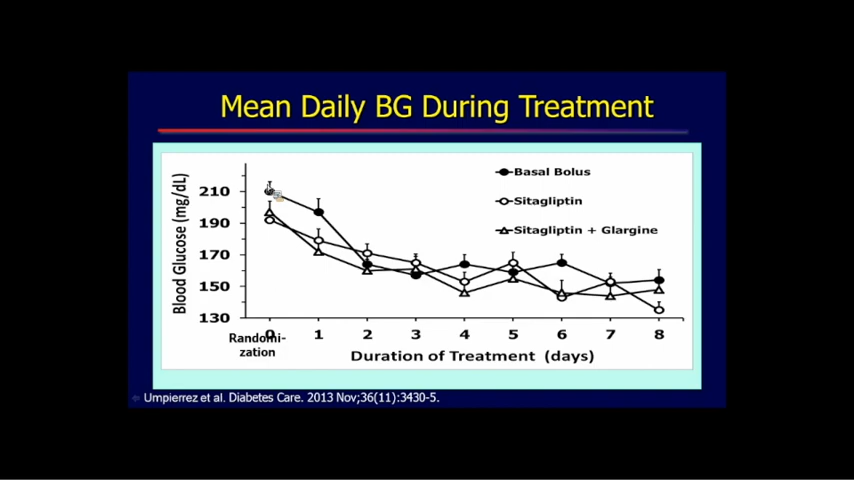 Mean Daily BG During Treatment
Blood Glucose (mg/dL)
210
190
170
150
130
Basal Bolus
Sitagliptin
Sitagliptin + Glargine
0 1 2 3 4 5 6 7 8
Randomi-
zation
Duration of Treatment (days)
Umpierrez et al. Diabetes Care. 2013 Nov;36(11):3430-5.